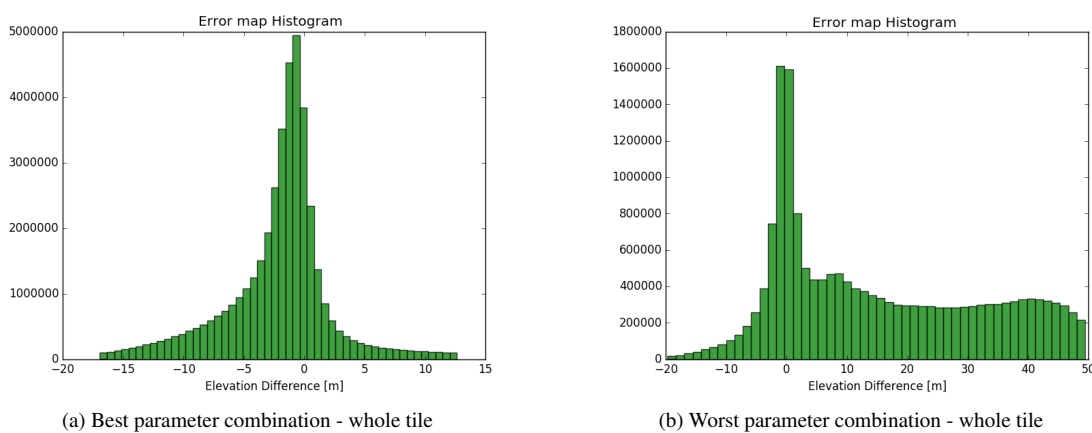 Error map Histogram
5000000
4000000
3000000
2000000
1000000
0
−20 −15 −10 −5 0 5 10 15
Elevation Difference [m]
(a) Best parameter combination - whole tile
Error map Histogram
1800000
1600000
1400000
1200000
1000000
800000
600000
400000
200000
0
−20 −10 0 10 20 30 40 50
Elevation Difference [m]
(b) Worst parameter combination - whole tile